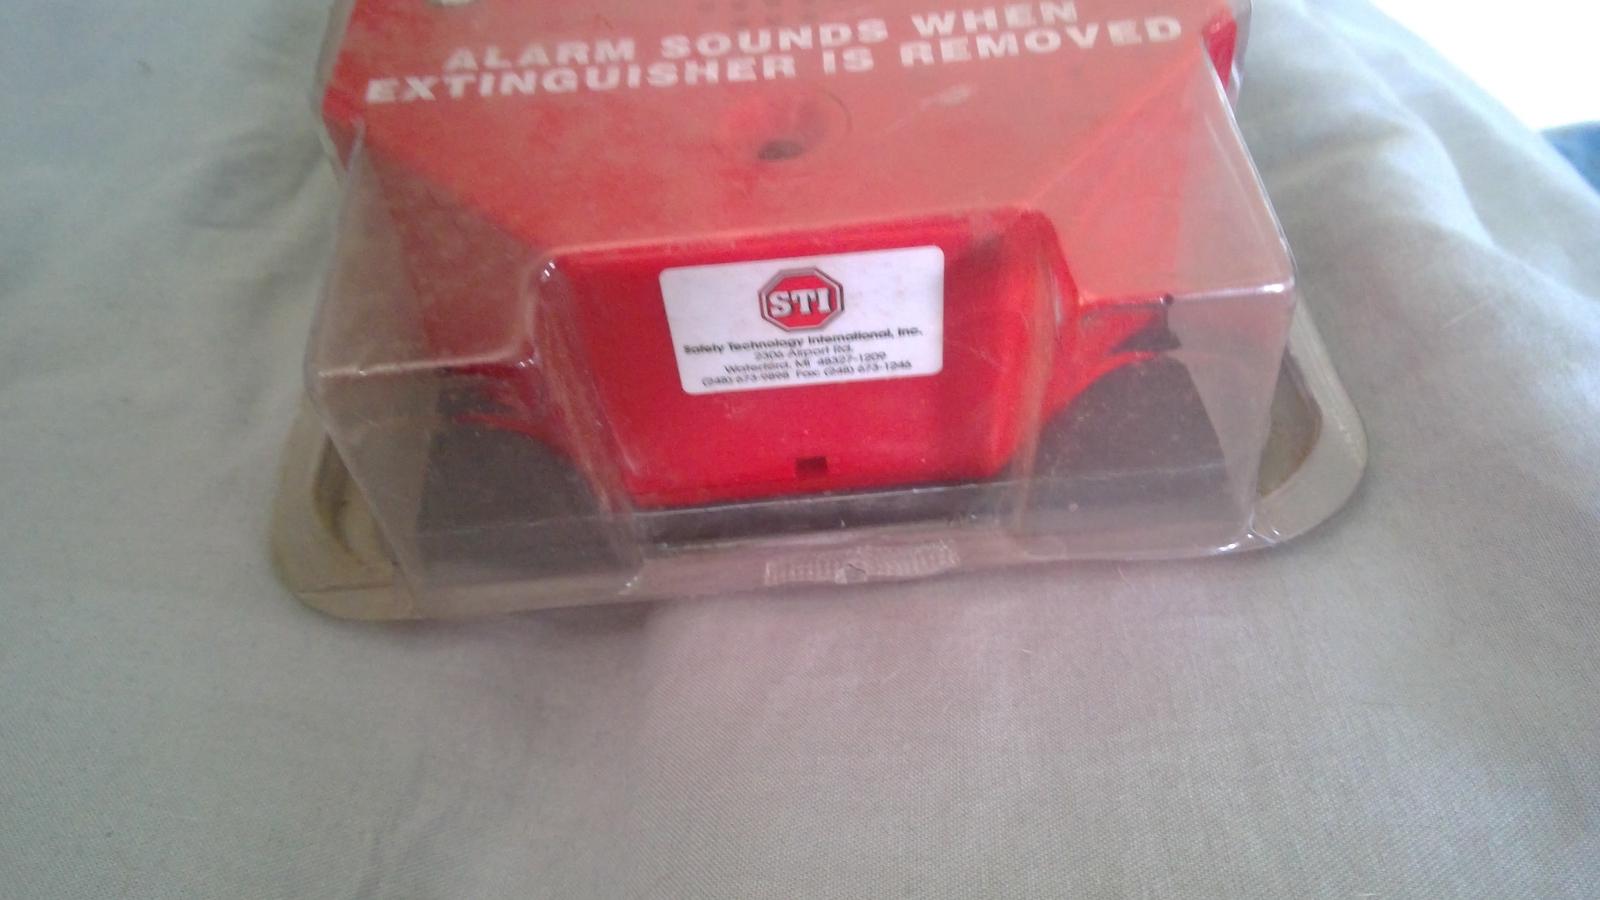 ALARM SOUNDS WHEN
EXTINGUISHER IS REMOVED
STI
Safety Technology International, Inc.
2306 Airport Rd.
Waterford, MI 48327-1209
(248) 673-9898 Fax: (248) 673-1246